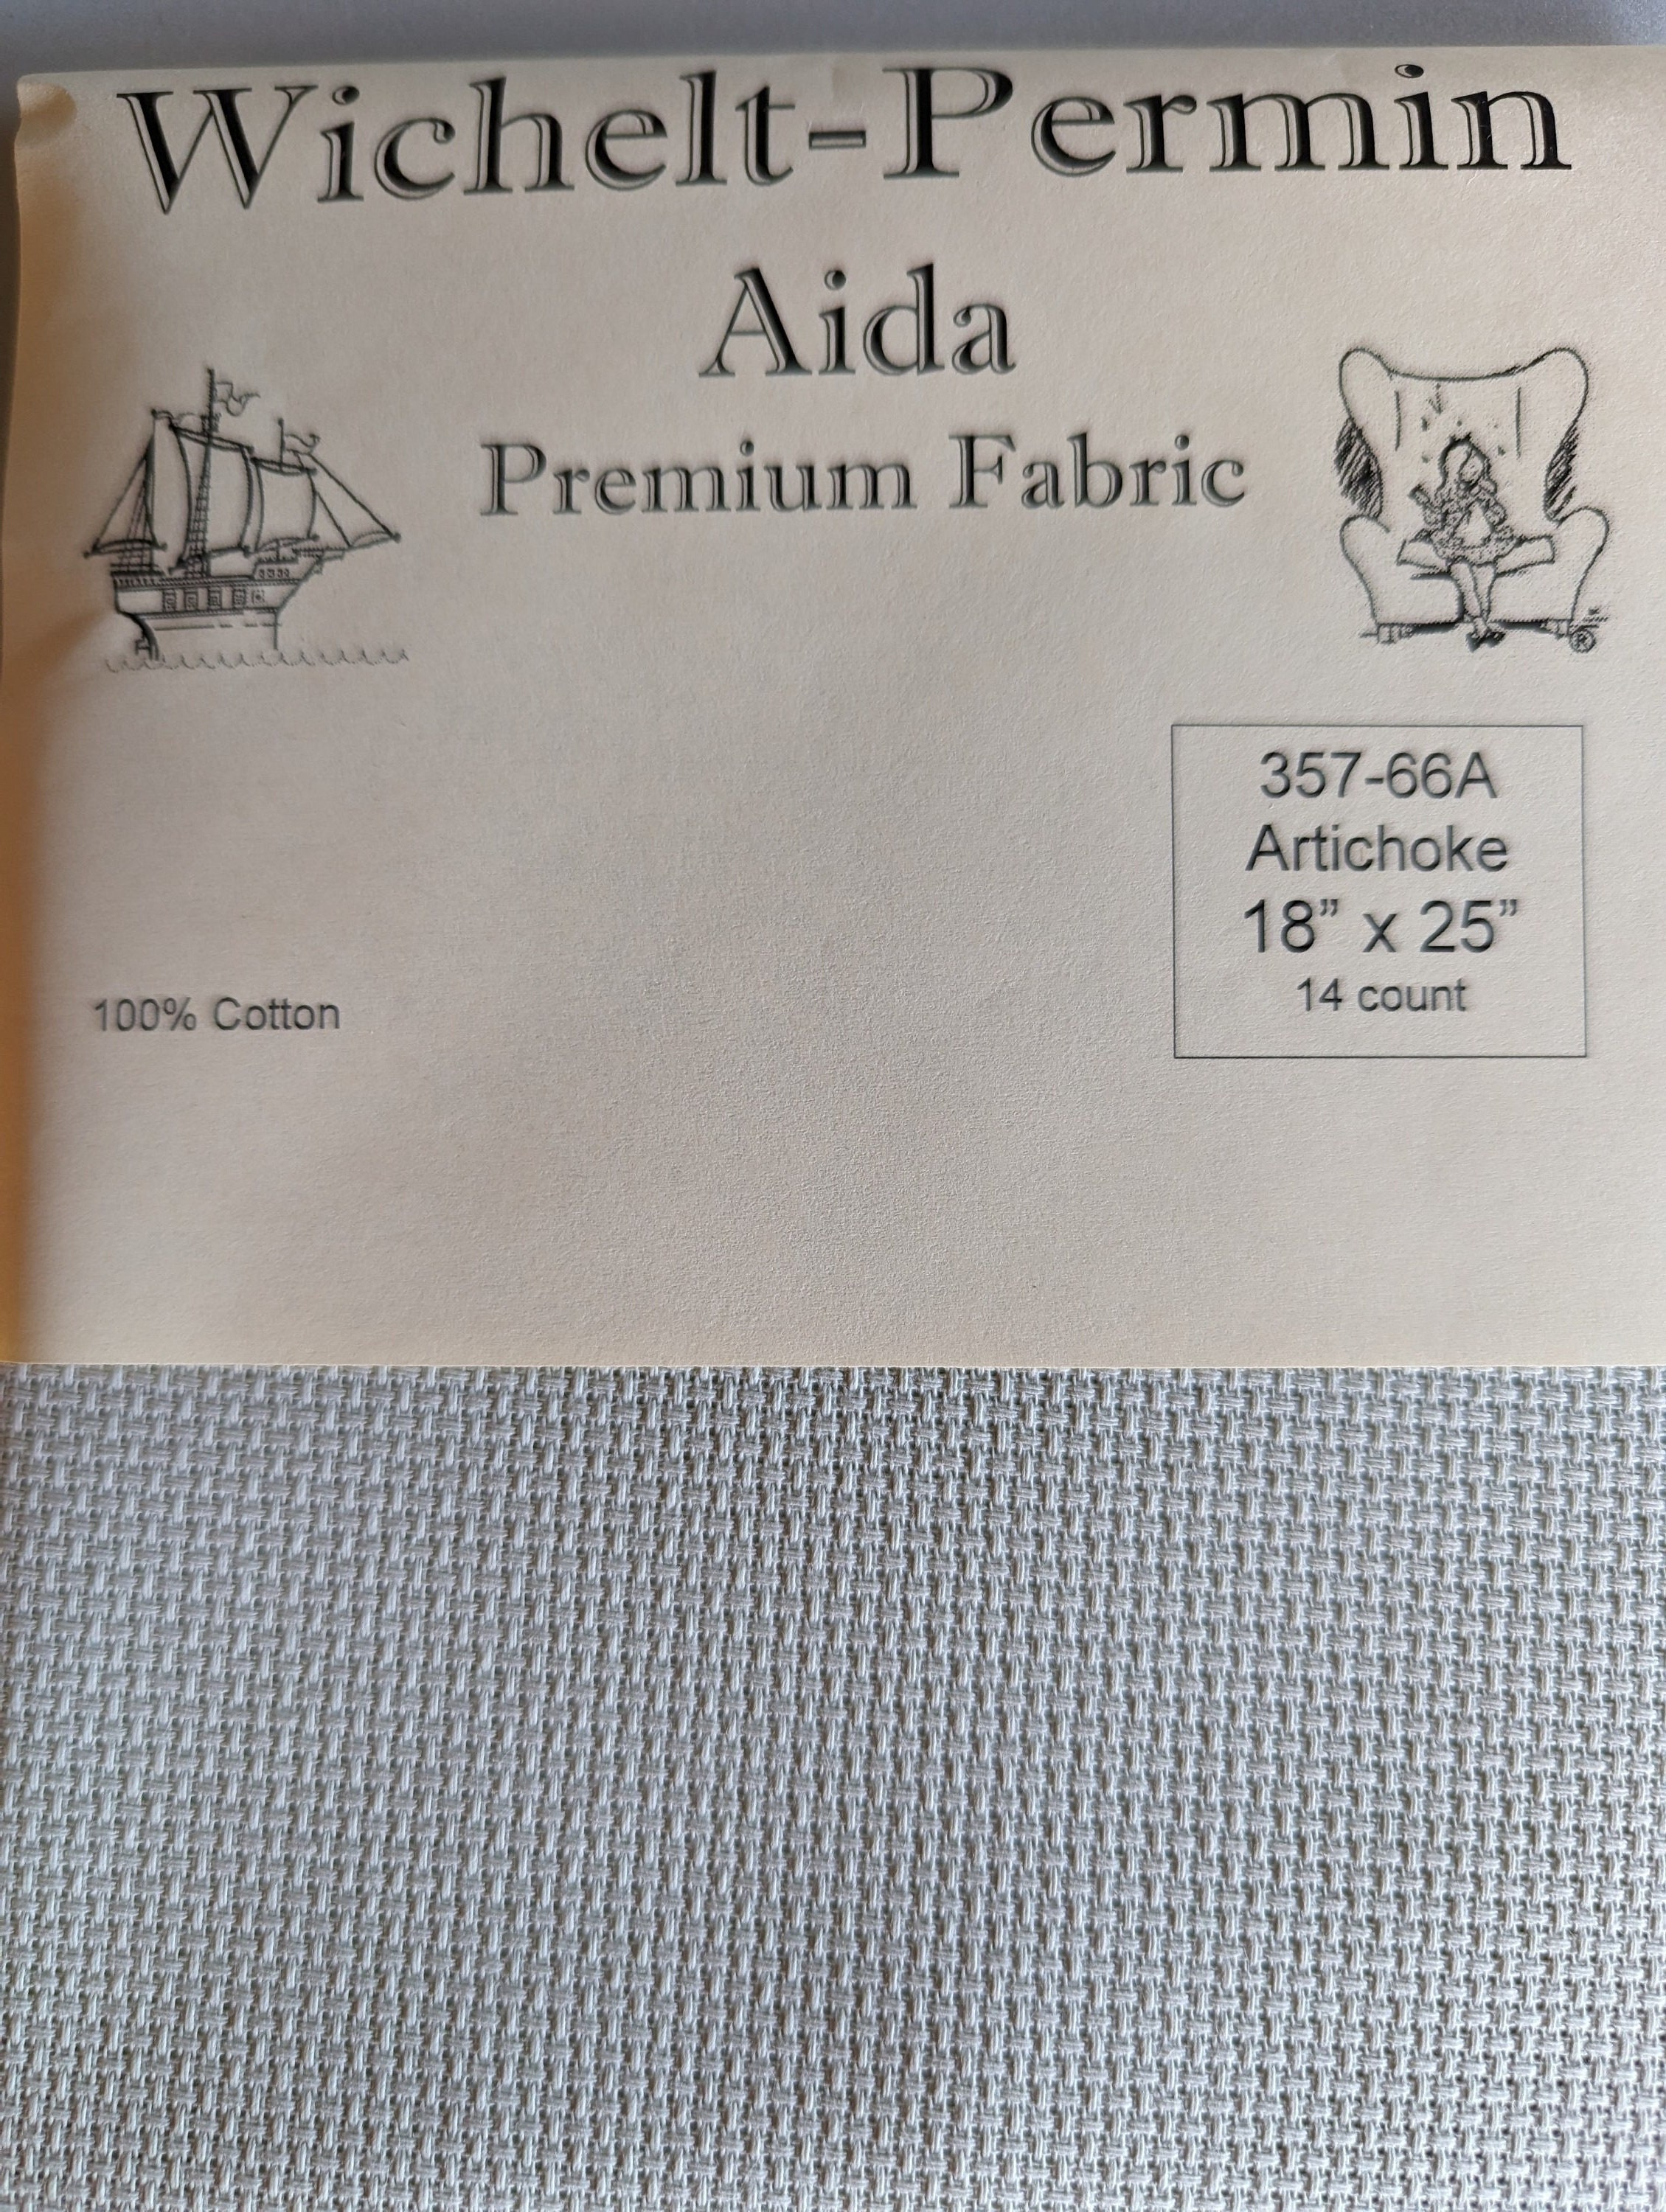 Wichelt-Permin
Aida
Premium Fabric
®
357-66A
Artichoke
18” x 25”
14 count
100% Cotton